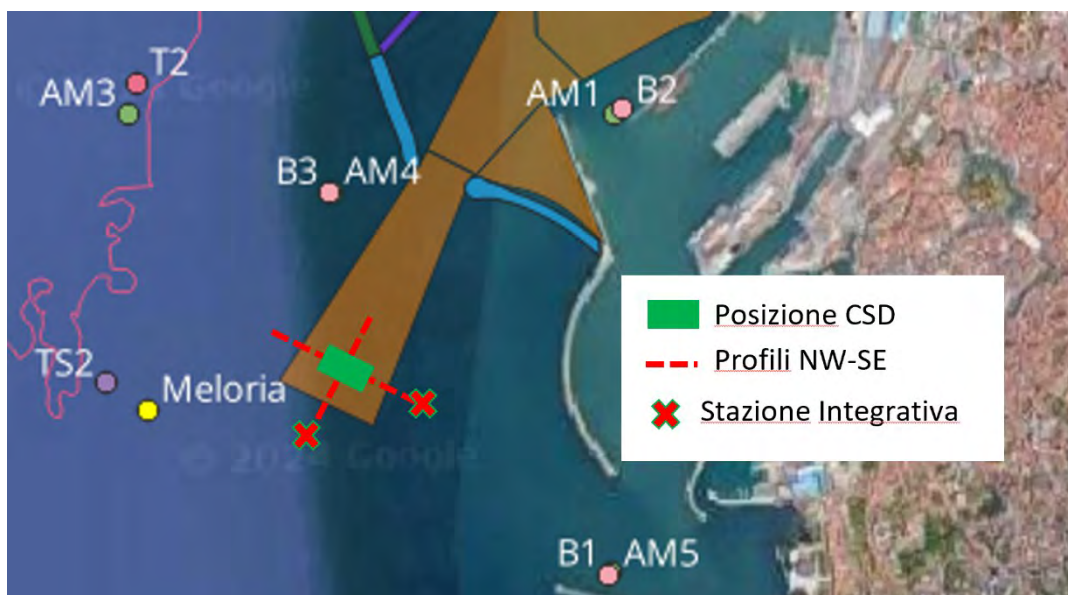 T2
AM3
AM1 B2
B3 AM4
TS2
Meloria
© 2024 Google
B1 AM5
Posizione CSD
Profili NW-SE
Stazione Integrativa